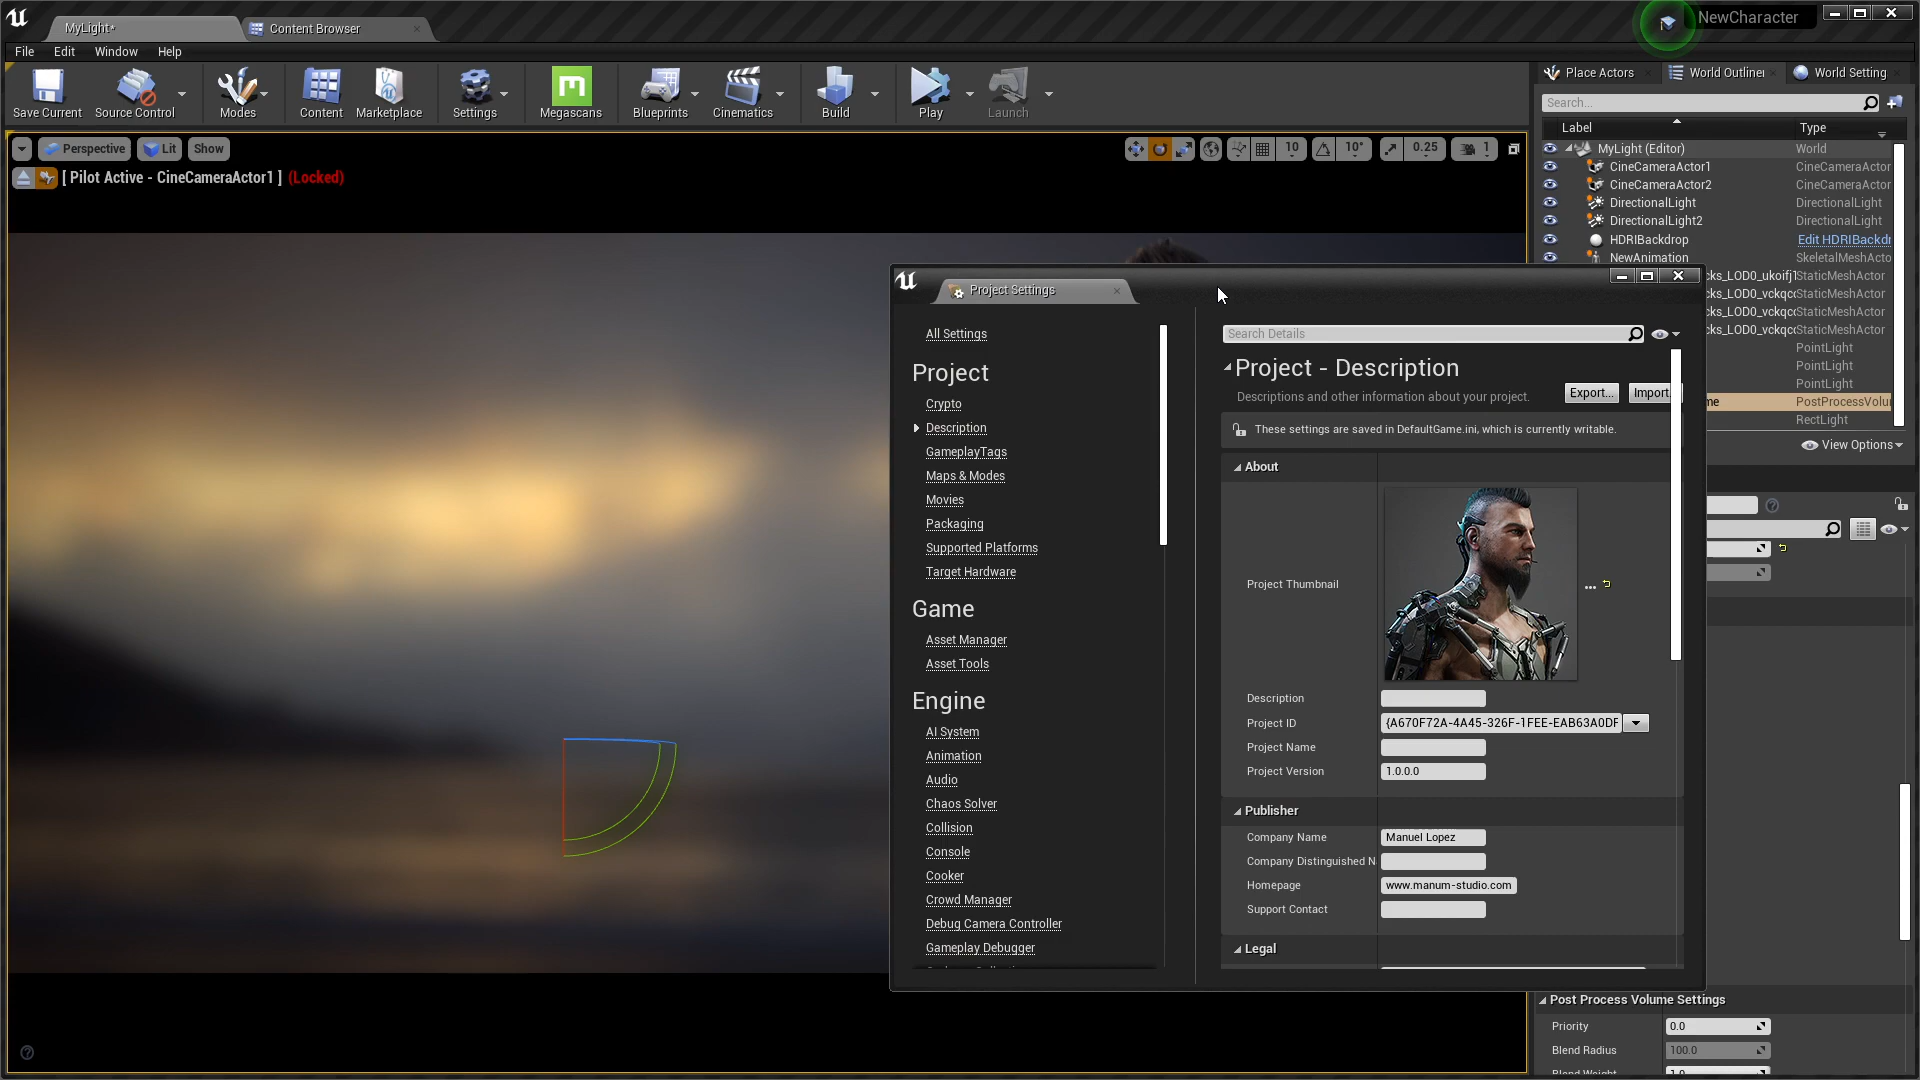 MyLight*
Content Browser
NewCharacter
File Edit Window Help
Save Current
Source Control
Modes
Content
Marketplace
Settings
Megascans
Blueprints
Cinematics
Build
Play
Launch
Place Actors
World Outliner
World Setting
Search...
Label Type
Perspective Lit Show
10 10° 0.25 1
[ Pilot Active - CineCameraActor1 ] (Locked)
MyLight (Editor) World
CineCameraActor1 CineCameraActor
CineCameraActor2 CineCameraActor
DirectionalLight DirectionalLight
DirectionalLight2 DirectionalLight
HDRIBackdrop Edit HDRIBackdr
NewAnimation SkeletalMeshActo
cks_LOD0_ukoifj1 StaticMeshActor
cks_LOD0_vckqcc StaticMeshActor
cks_LOD0_vckqcc StaticMeshActor
cks_LOD0_vckqcc StaticMeshActor
PointLight
PointLight
PointLight
me PostProcessVolu
RectLight
View Options
Project Settings
All Settings
Project
Crypto
Description
GameplayTags
Maps & Modes
Movies
Packaging
Supported Platforms
Target Hardware
Game
Asset Manager
Asset Tools
Engine
AI System
Animation
Audio
Chaos Solver
Collision
Console
Cooker
Crowd Manager
Debug Camera Controller
Gameplay Debugger
Search Details
Project - Description
Descriptions and other information about your project.
Export...
Import.
These settings are saved in DefaultGame.ini, which is currently writable.
About
Project Thumbnail
Description
Project ID {A670F72A-4A45-326F-1FEE-EAB63A0DF
Project Name
Project Version 1.0.0.0
Publisher
Company Name Manuel Lopez
Company Distinguished N
Homepage www.manum-studio.com
Support Contact
Legal
Post Process Volume Settings
Priority 0.0
Blend Radius 100.0
Blend Weight 1.0